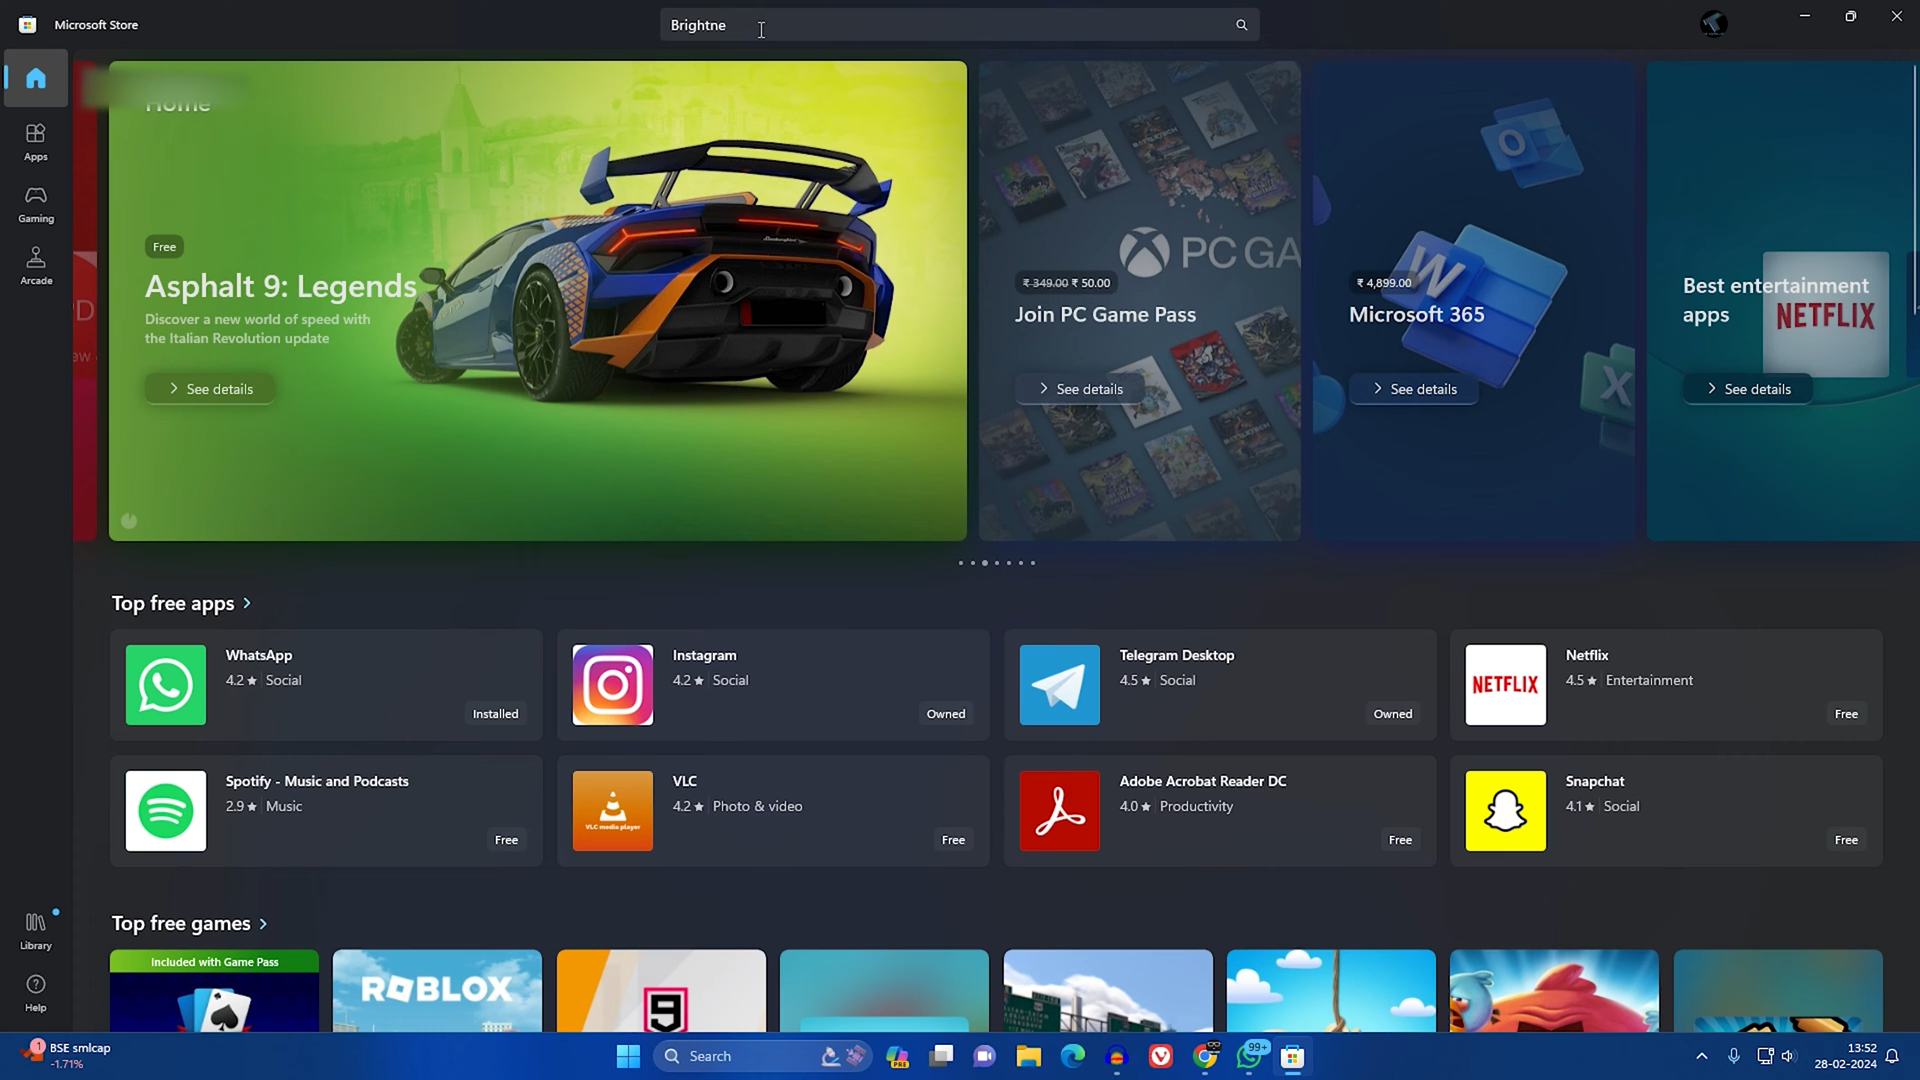 Microsoft Store
Brightne
Home
Apps
Gaming
Arcade
Library
Help
Free
Asphalt 9: Legends
Discover a new world of speed with
the Italian Revolution update
See details
PC GA
₹ 349.00 ₹ 50.00
Join PC Game Pass
See details
₹ 4,899.00
Microsoft 365
See details
Best entertainment
apps
NETFLIX
See details
Top free apps
WhatsApp
4.2★ Social
Installed
Instagram
4.2★ Social
Owned
Telegram Desktop
4.5★ Social
Owned
NETFLIX
Netflix
4.5★ Entertainment
Free
Spotify - Music and Podcasts
2.9★ Music
Free
VLC media player
VLC
4.2★ Photo & video
Free
Adobe Acrobat Reader DC
4.0★ Productivity
Free
Snapchat
4.1★ Social
Free
Top free games
Included with Game Pass
ROBLOX
9
1
BSE smlcap
-1.71%
Search
PRE
99+
13:52
28-02-2024